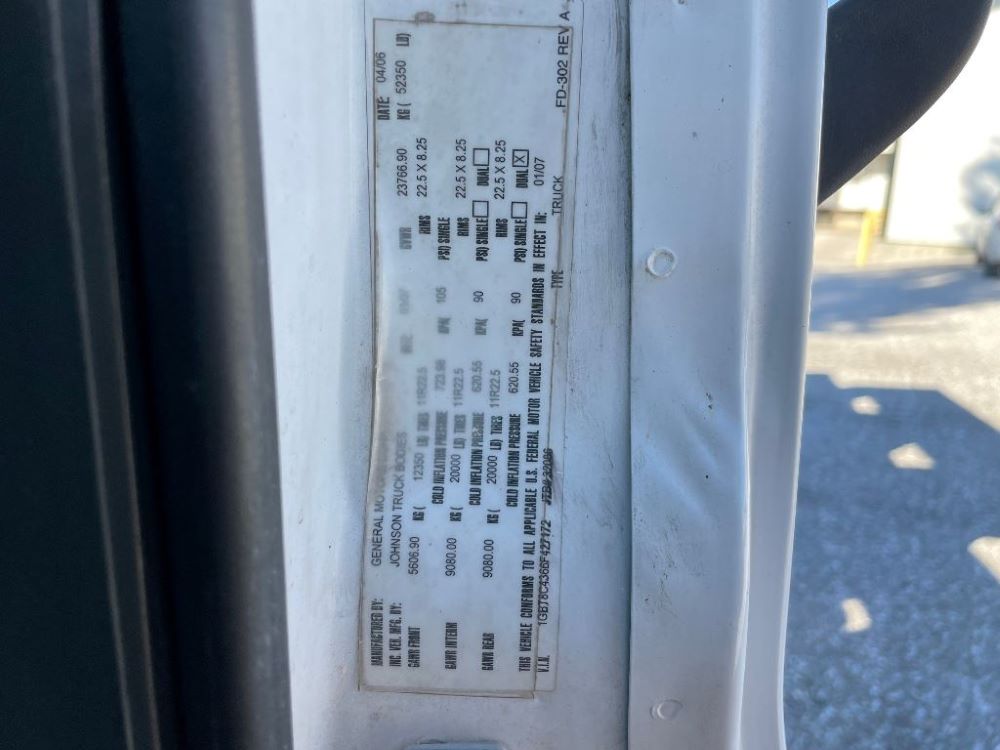 MANUFACTURED BY: GENERAL MOTORS DATE: 04/06
INC. VEH. MFG. BY: JOHNSON TRUCK BODIES GVWR 23766.90 KG ( 52350 LB)
GAWR FRONT 5606.90 KG ( 12350 LB) TIRES 11R22.5 RIMS 22.5 X 8.25
COLD INFLATION PRESSURE 723.98 KPA( 105 PSI) SINGLE
GAWR INTERM 9080.00 KG ( 20000 LB) TIRES 11R22.5 RIMS 22.5 X 8.25
COLD INFLATION PRESSURE 620.55 KPA( 90 PSI) SINGLE DUAL
GAWR REAR 9080.00 KG ( 20000 LB) TIRES 11R22.5 RIMS 22.5 X 8.25
COLD INFLATION PRESSURE 620.55 KPA( 90 PSI) SINGLE DUAL X
THIS VEHICLE CONFORMS TO ALL APPLICABLE U.S. FEDERAL MOTOR VEHICLE SAFETY STANDARDS IN EFFECT IN: 01/07
V.I.N. TYPE TRUCK FD-302 REV A